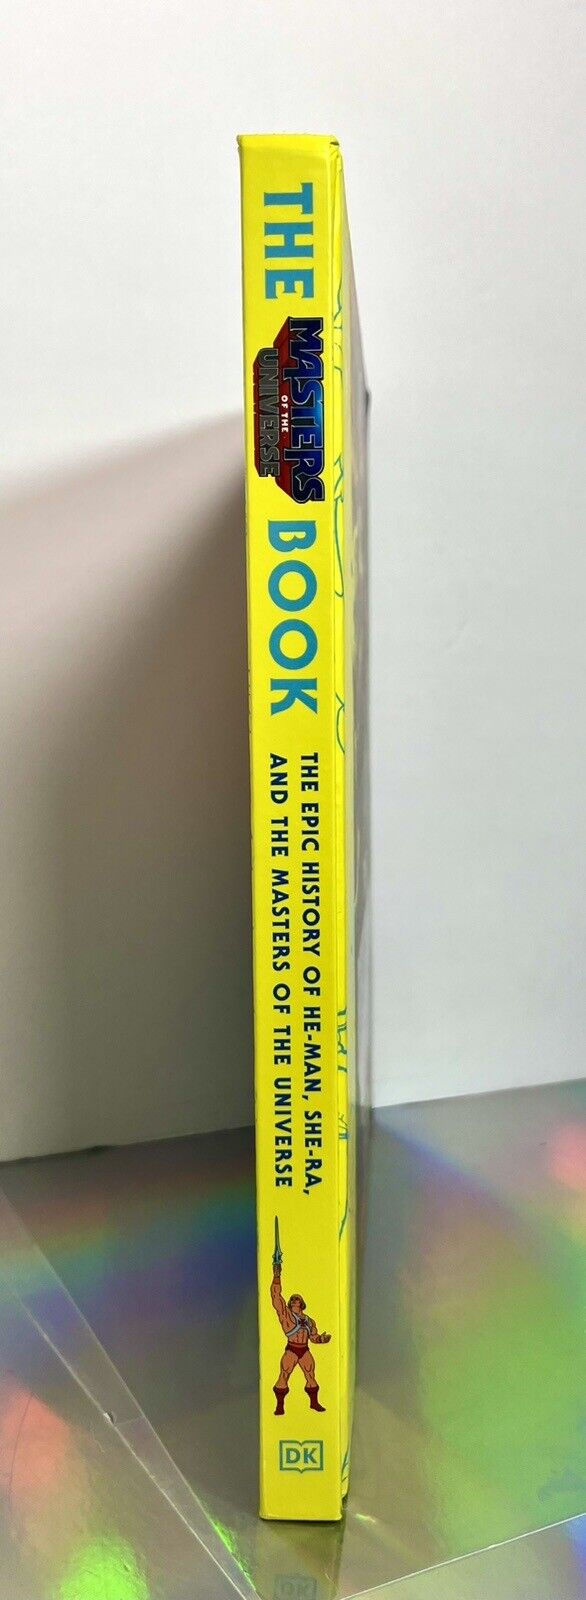 THE
MASTERS
OF THE
UNIVERSE
BOOK
THE EPIC HISTORY OF HE-MAN, SHE-RA,
AND THE MASTERS OF THE UNIVERSE
DK
DK